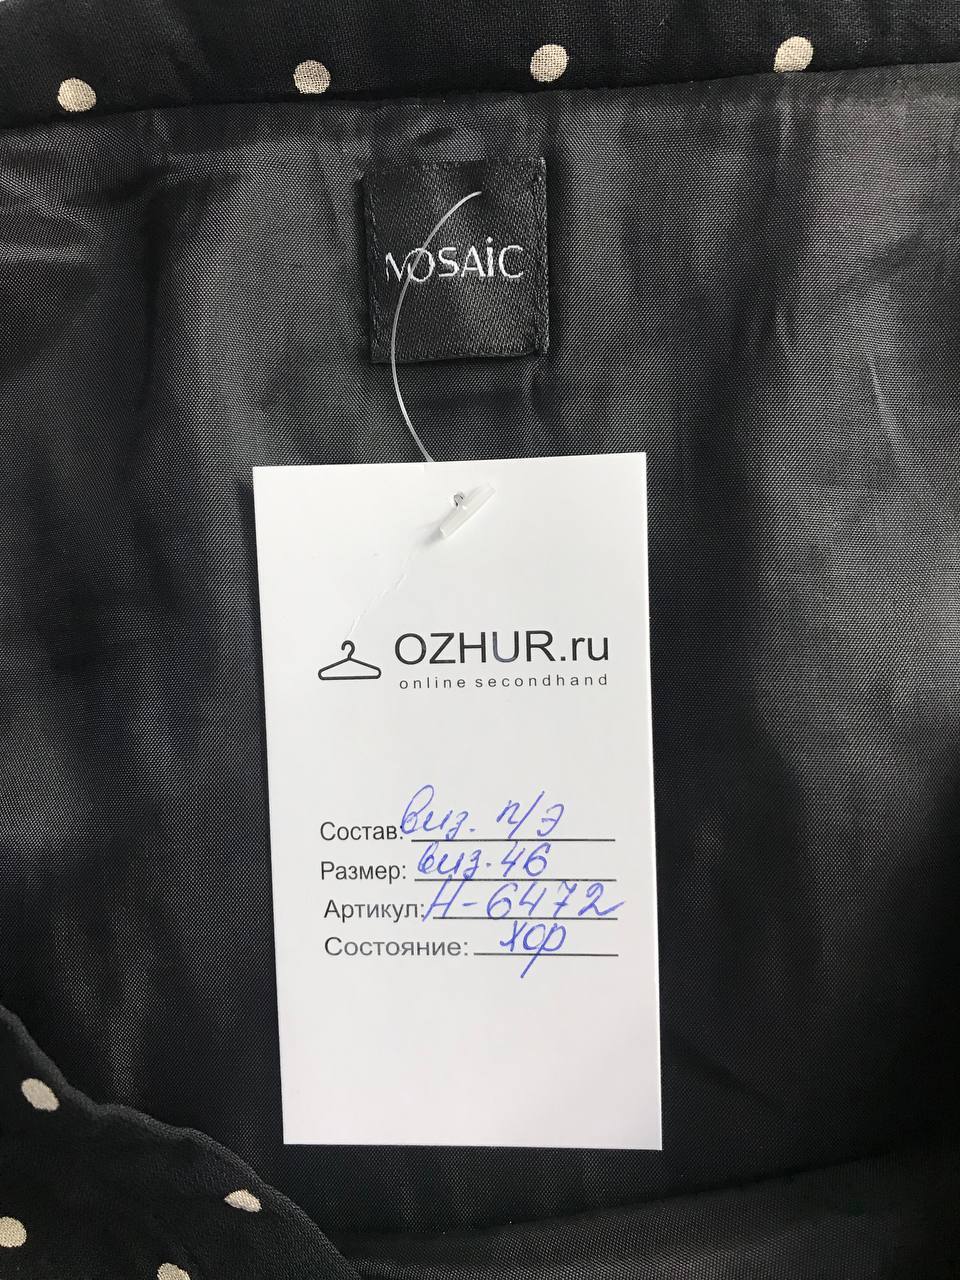 MOSAiC
OZHUR.ru
online secondhand
Состав: виз. п/э
Размер: виз. 46
Артикул: Н-6472
Состояние: хор